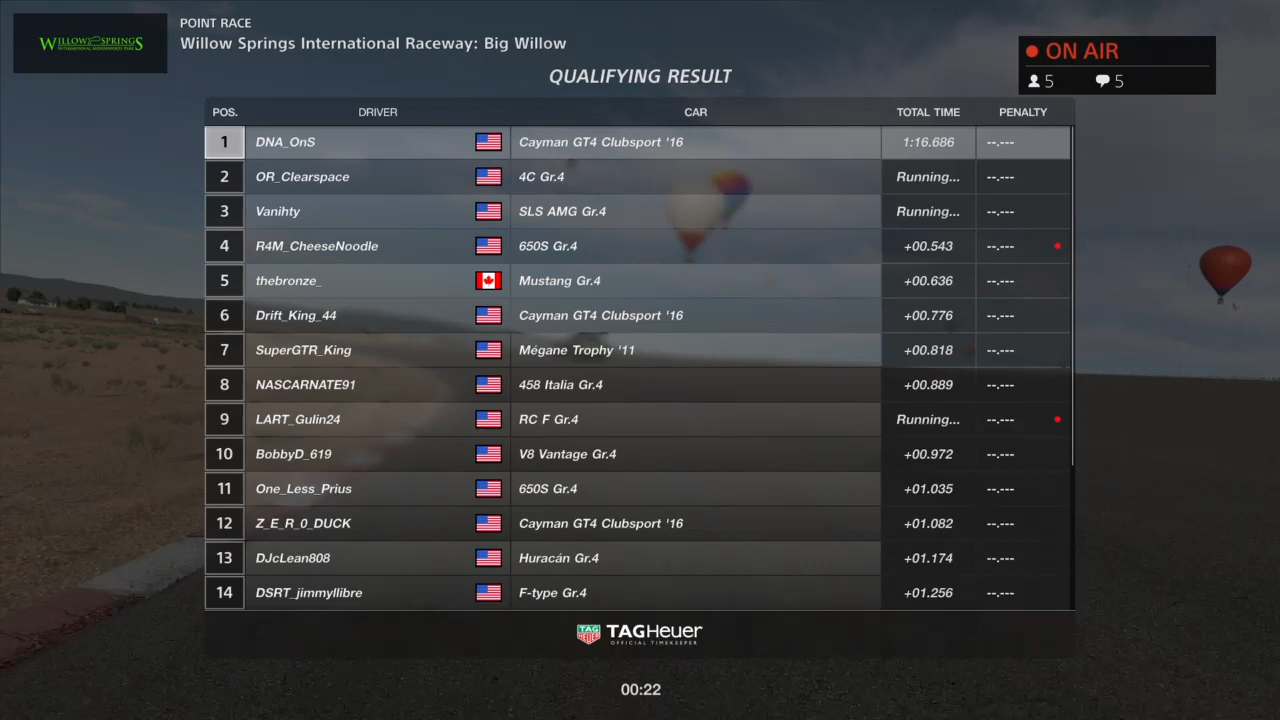 WILLOW SPRINGS
INTERNATIONAL MOTORSPORTS PARK
POINT RACE
Willow Springs International Raceway: Big Willow
ON AIR
5 5
QUALIFYING RESULT
POS. DRIVER CAR TOTAL TIME PENALTY
1 DNA_OnS Cayman GT4 Clubsport '16 1:16.686 --.---
2 OR_Clearspace 4C Gr.4 Running... --.---
3 Vanihty SLS AMG Gr.4 Running... --.---
4 R4M_CheeseNoodle 650S Gr.4 +00.543 --.---
5 thebronze_ Mustang Gr.4 +00.636 --.---
6 Drift_King_44 Cayman GT4 Clubsport '16 +00.776 --.---
7 SuperGTR_King Mégane Trophy '11 +00.818 --.---
8 NASCARNATE91 458 Italia Gr.4 +00.889 --.---
9 LART_Gulin24 RC F Gr.4 Running... --.---
10 BobbyD_619 V8 Vantage Gr.4 +00.972 --.---
11 One_Less_Prius 650S Gr.4 +01.035 --.---
12 Z_E_R_0_DUCK Cayman GT4 Clubsport '16 +01.082 --.---
13 DJcLean808 Huracán Gr.4 +01.174 --.---
14 DSRT_jimmyllibre F-type Gr.4 +01.256 --.---
TAG HEUER TAGHeuer
OFFICIAL TIMEKEEPER
00:22